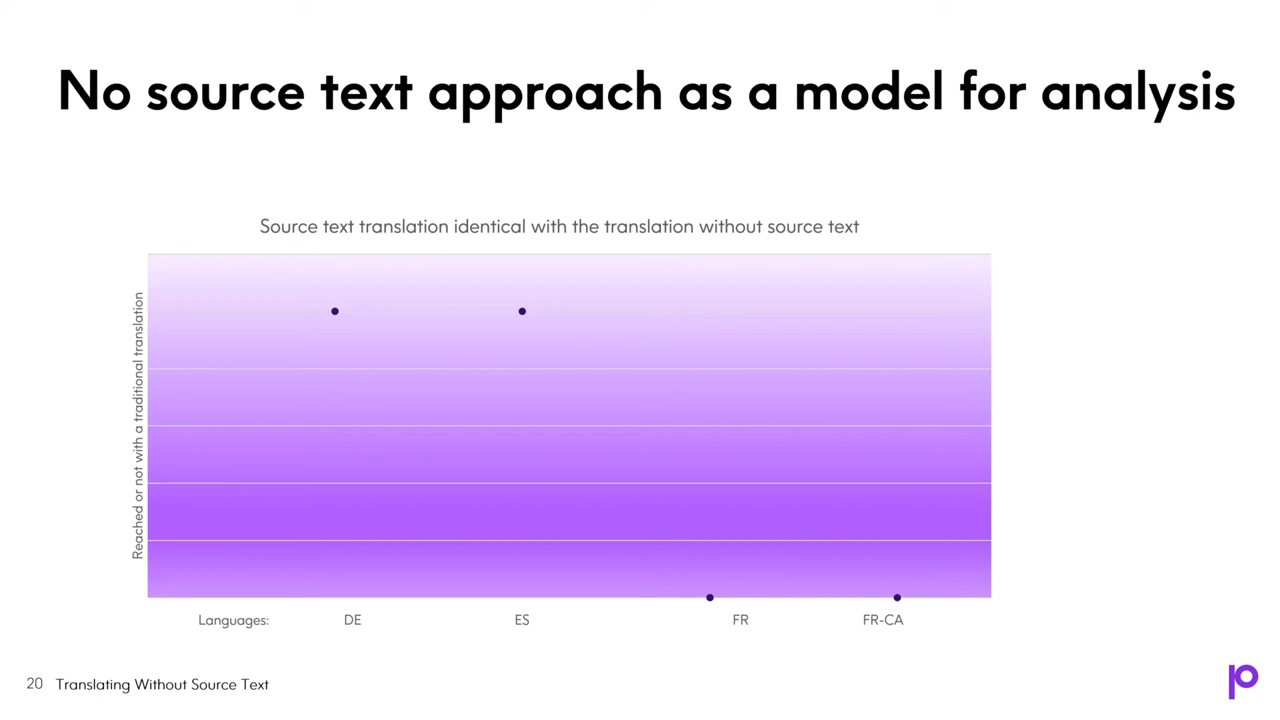 No source text approach as a model for analysis
Source text translation identical with the translation without source text
Reached or not with a traditional translation
Languages: DE ES FR FR-CA
20 Translating Without Source Text